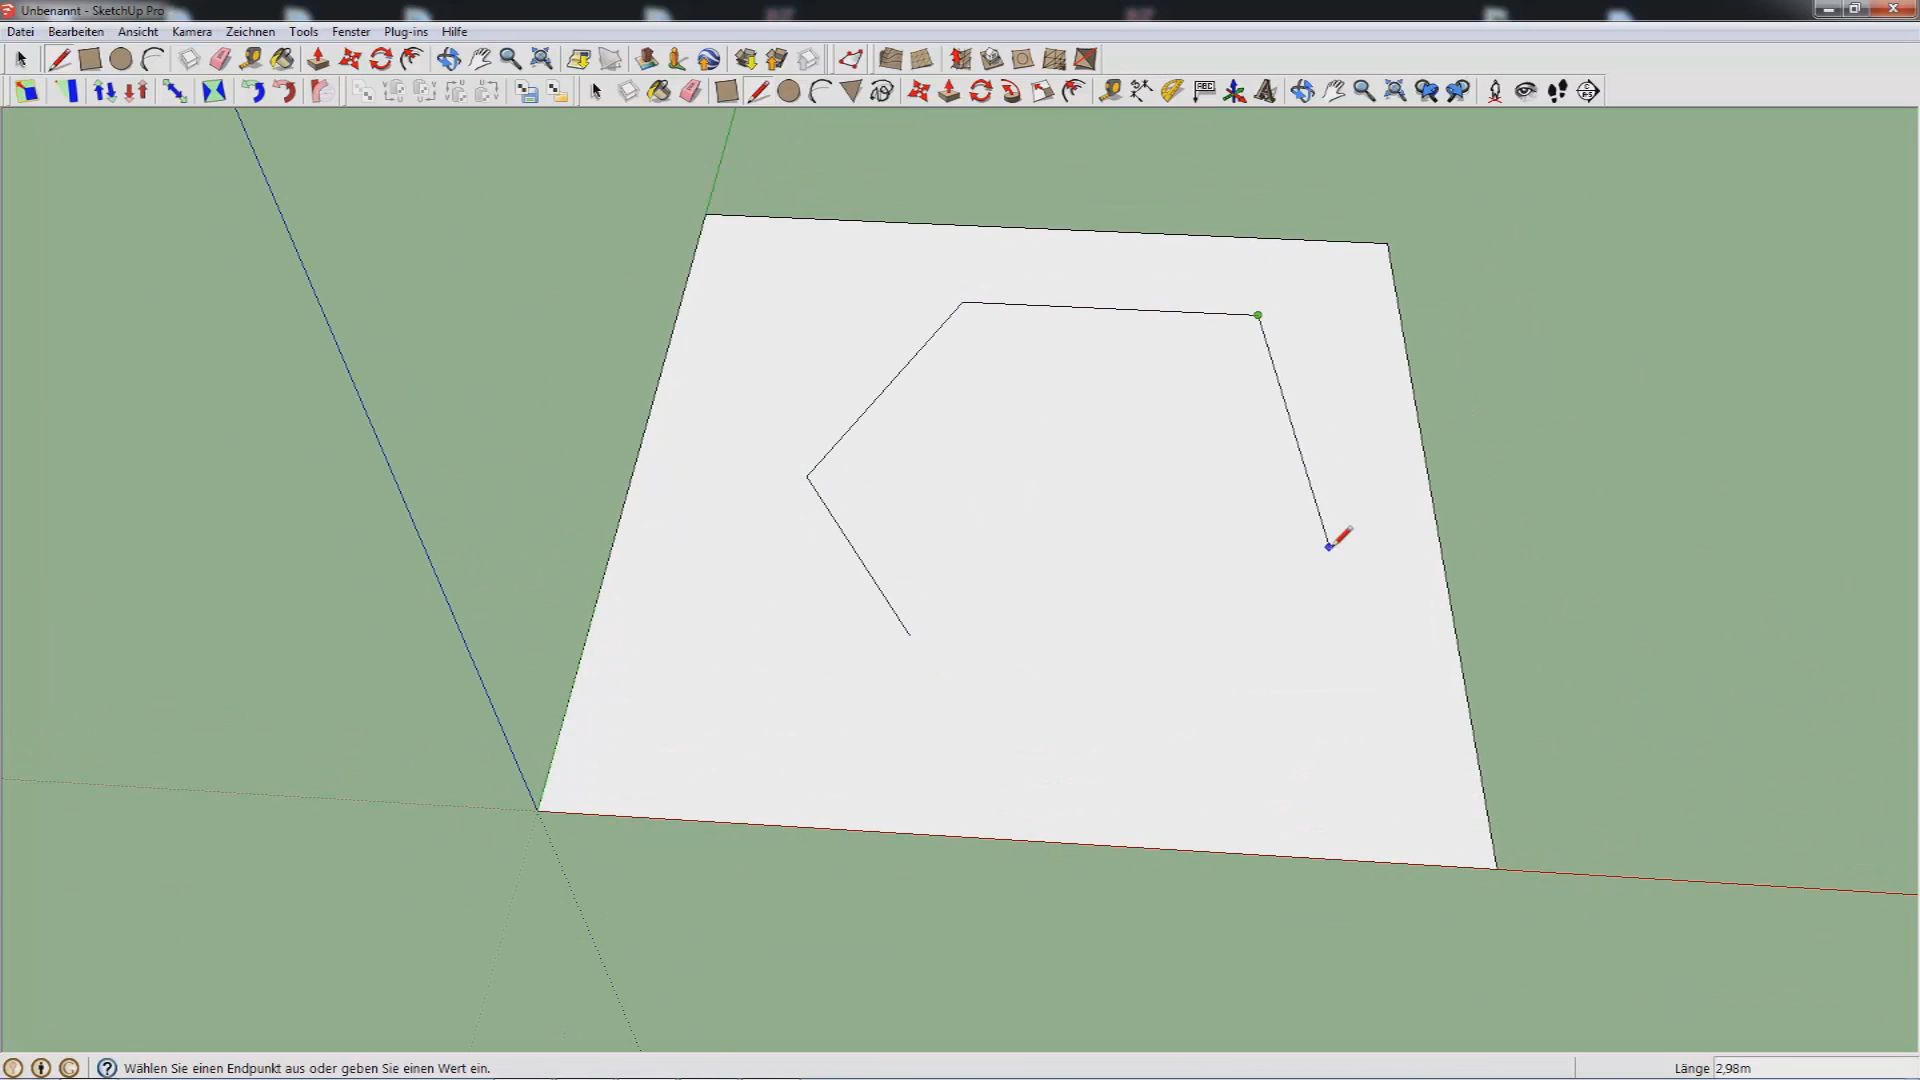 Unbenannt - SketchUp Pro
Datei Bearbeiten Ansicht Kamera Zeichnen Tools Fenster Plug-ins Hilfe
ABC
Wählen Sie einen Endpunkt aus oder geben Sie einen Wert ein.
Länge 2,98m